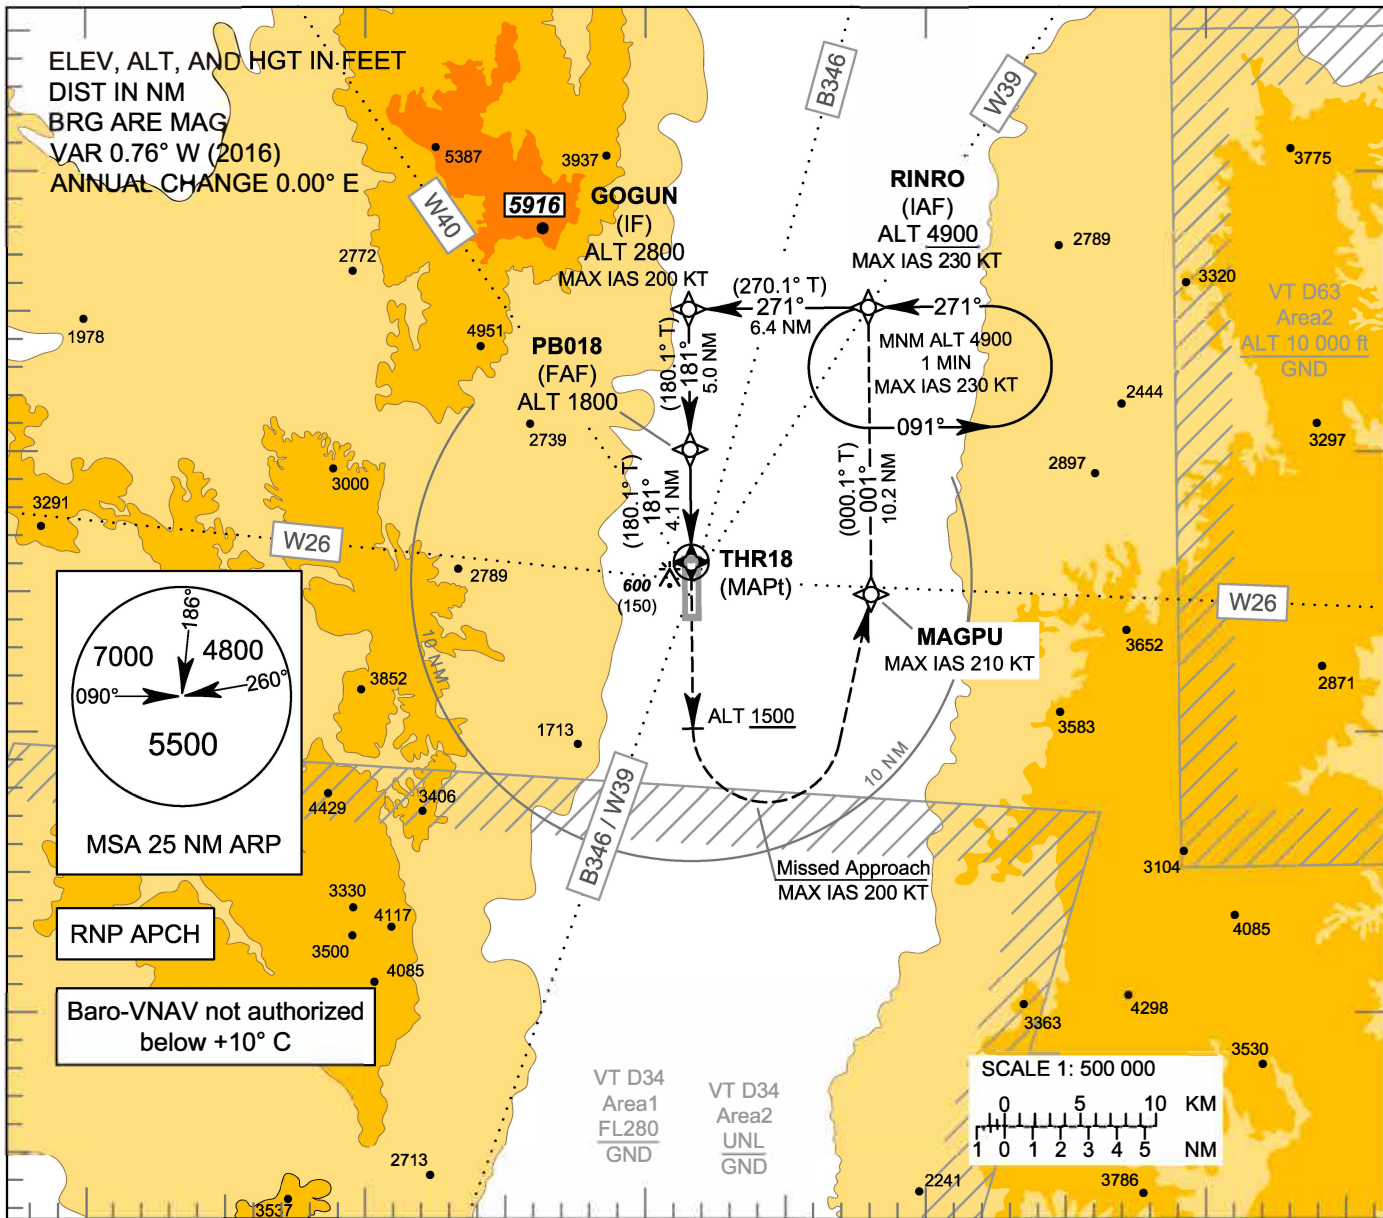 ELEV, ALT, AND HGT IN FEET
DIST IN NM
BRG ARE MAG
VAR 0.76° W (2016)
ANNUAL CHANGE 0.00° E
5387
3937
5916
2772
1978
4951
2739
W40
GOGUN
(IF)
ALT 2800
MAX IAS 200 KT
B346
W39
RINRO
(IAF)
ALT 4900
MAX IAS 230 KT
2789
3320
3775
VT D63
Area2
ALT 10 000 ft
GND
(270.1° T)
271°
6.4 NM
271°
MNM ALT 4900
1 MIN
MAX IAS 230 KT
091°
2444
2897
3297
PB018
(FAF)
ALT 1800
(180.1° T)
181°
5.0 NM
(180.1° T)
181°
4.1 NM
(000.1° T)
001°
10.2 NM
3000
3291
W26
2789
600
(150)
THR18
(MAPt)
MAGPU
MAX IAS 210 KT
W26
3652
2871
3583
7000
186°
4800
090°
260°
5500
MSA 25 NM ARP
3852
10 NM
1713
ALT 1500
10 NM
4429
3406
B346 / W39
Missed Approach
MAX IAS 200 KT
3104
4085
RNP APCH
3330
4117
3500
4085
Baro-VNAV not authorized
below +10° C
3363
4298
3530
VT D34
Area1
FL280
GND
VT D34
Area2
UNL
GND
SCALE 1: 500 000
0 5 10 KM
1 0 1 2 3 4 5 NM
2713
3537
2241
3786